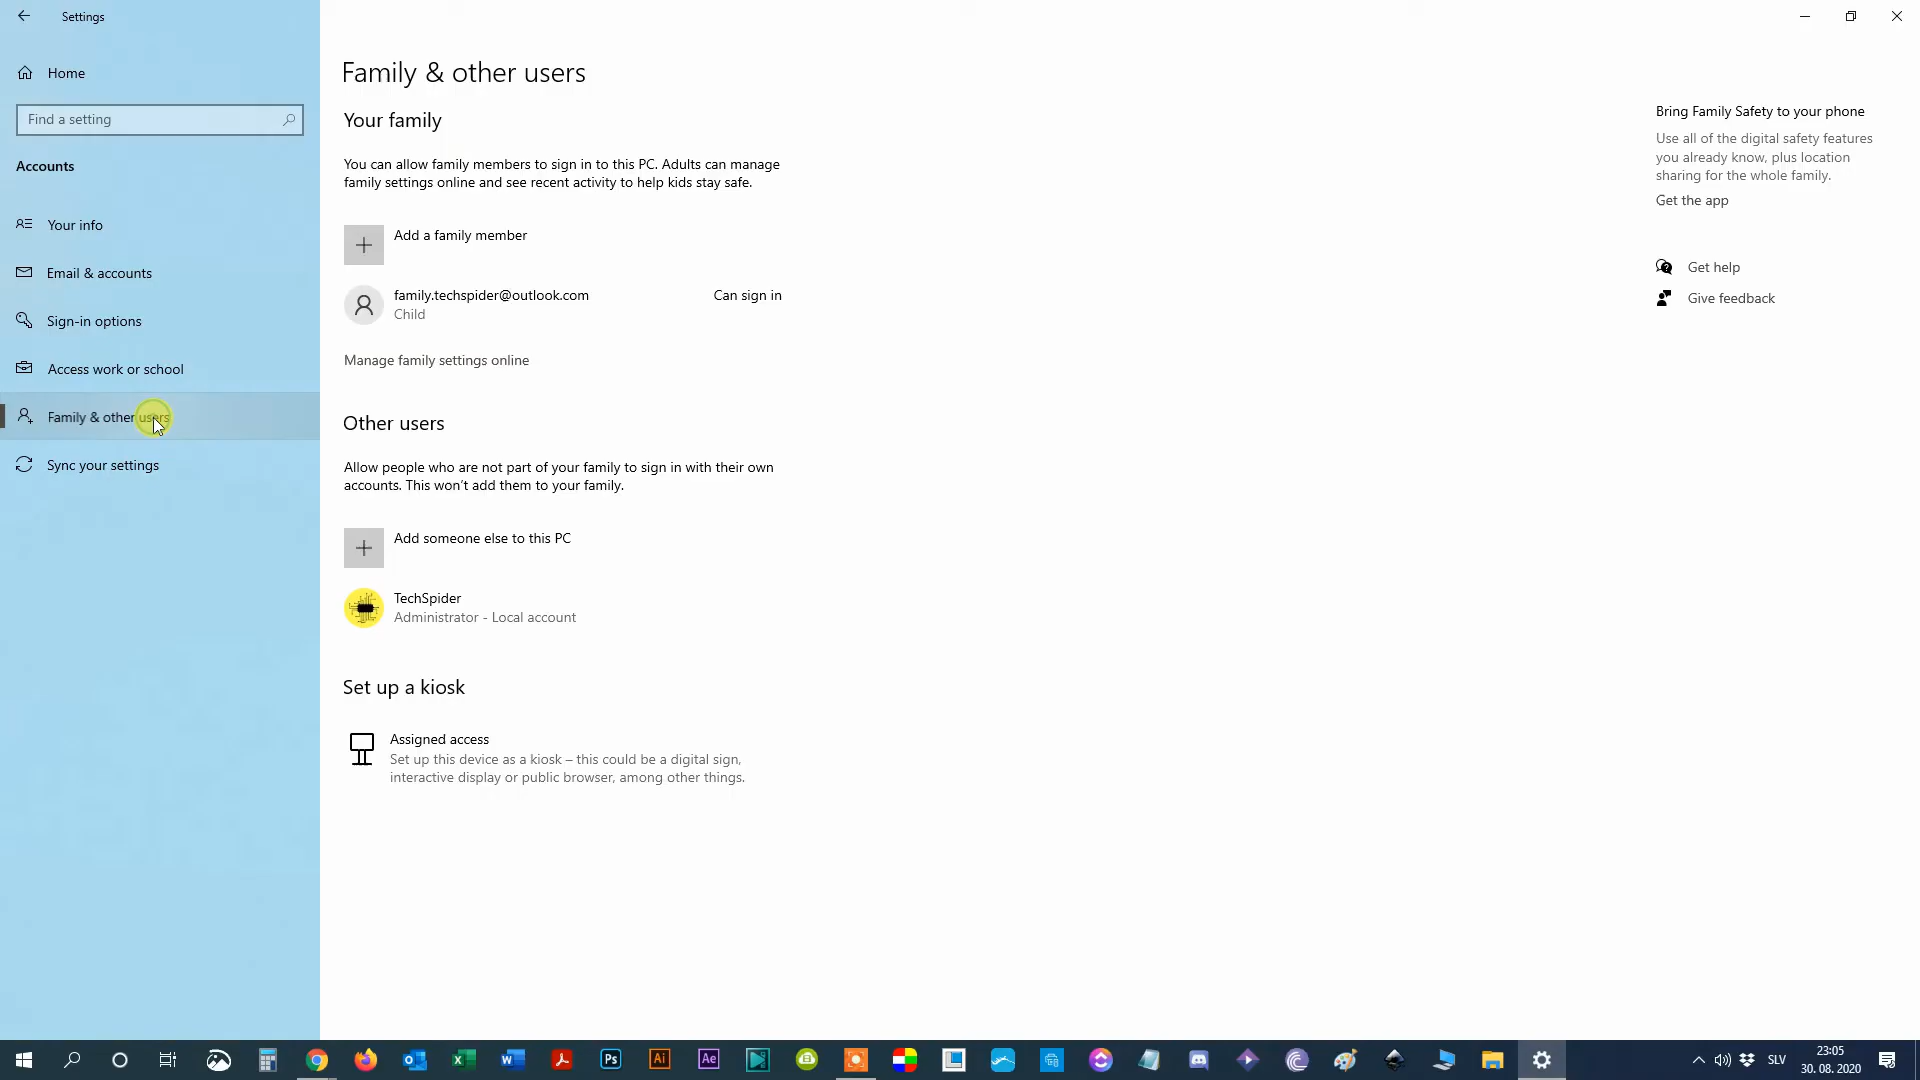 Settings
Home
Find a setting
Accounts
Your info
Email & accounts
Sign-in options
Access work or school
Family & other users
Sync your settings
Family & other users
Your family
You can allow family members to sign in to this PC. Adults can manage
family settings online and see recent activity to help kids stay safe.
Add a family member
family.techspider@outlook.com Can sign in
Child
Manage family settings online
Other users
Allow people who are not part of your family to sign in with their own
accounts. This won't add them to your family.
Add someone else to this PC
TechSpider
Administrator - Local account
Set up a kiosk
Assigned access
Set up this device as a kiosk – this could be a digital sign,
interactive display or public browser, among other things.
Bring Family Safety to your phone
Use all of the digital safety features
you already know, plus location
sharing for the whole family.
Get the app
Get help
Give feedback
Ps
Ai
Ae
SLV
23:05
30. 08. 2020